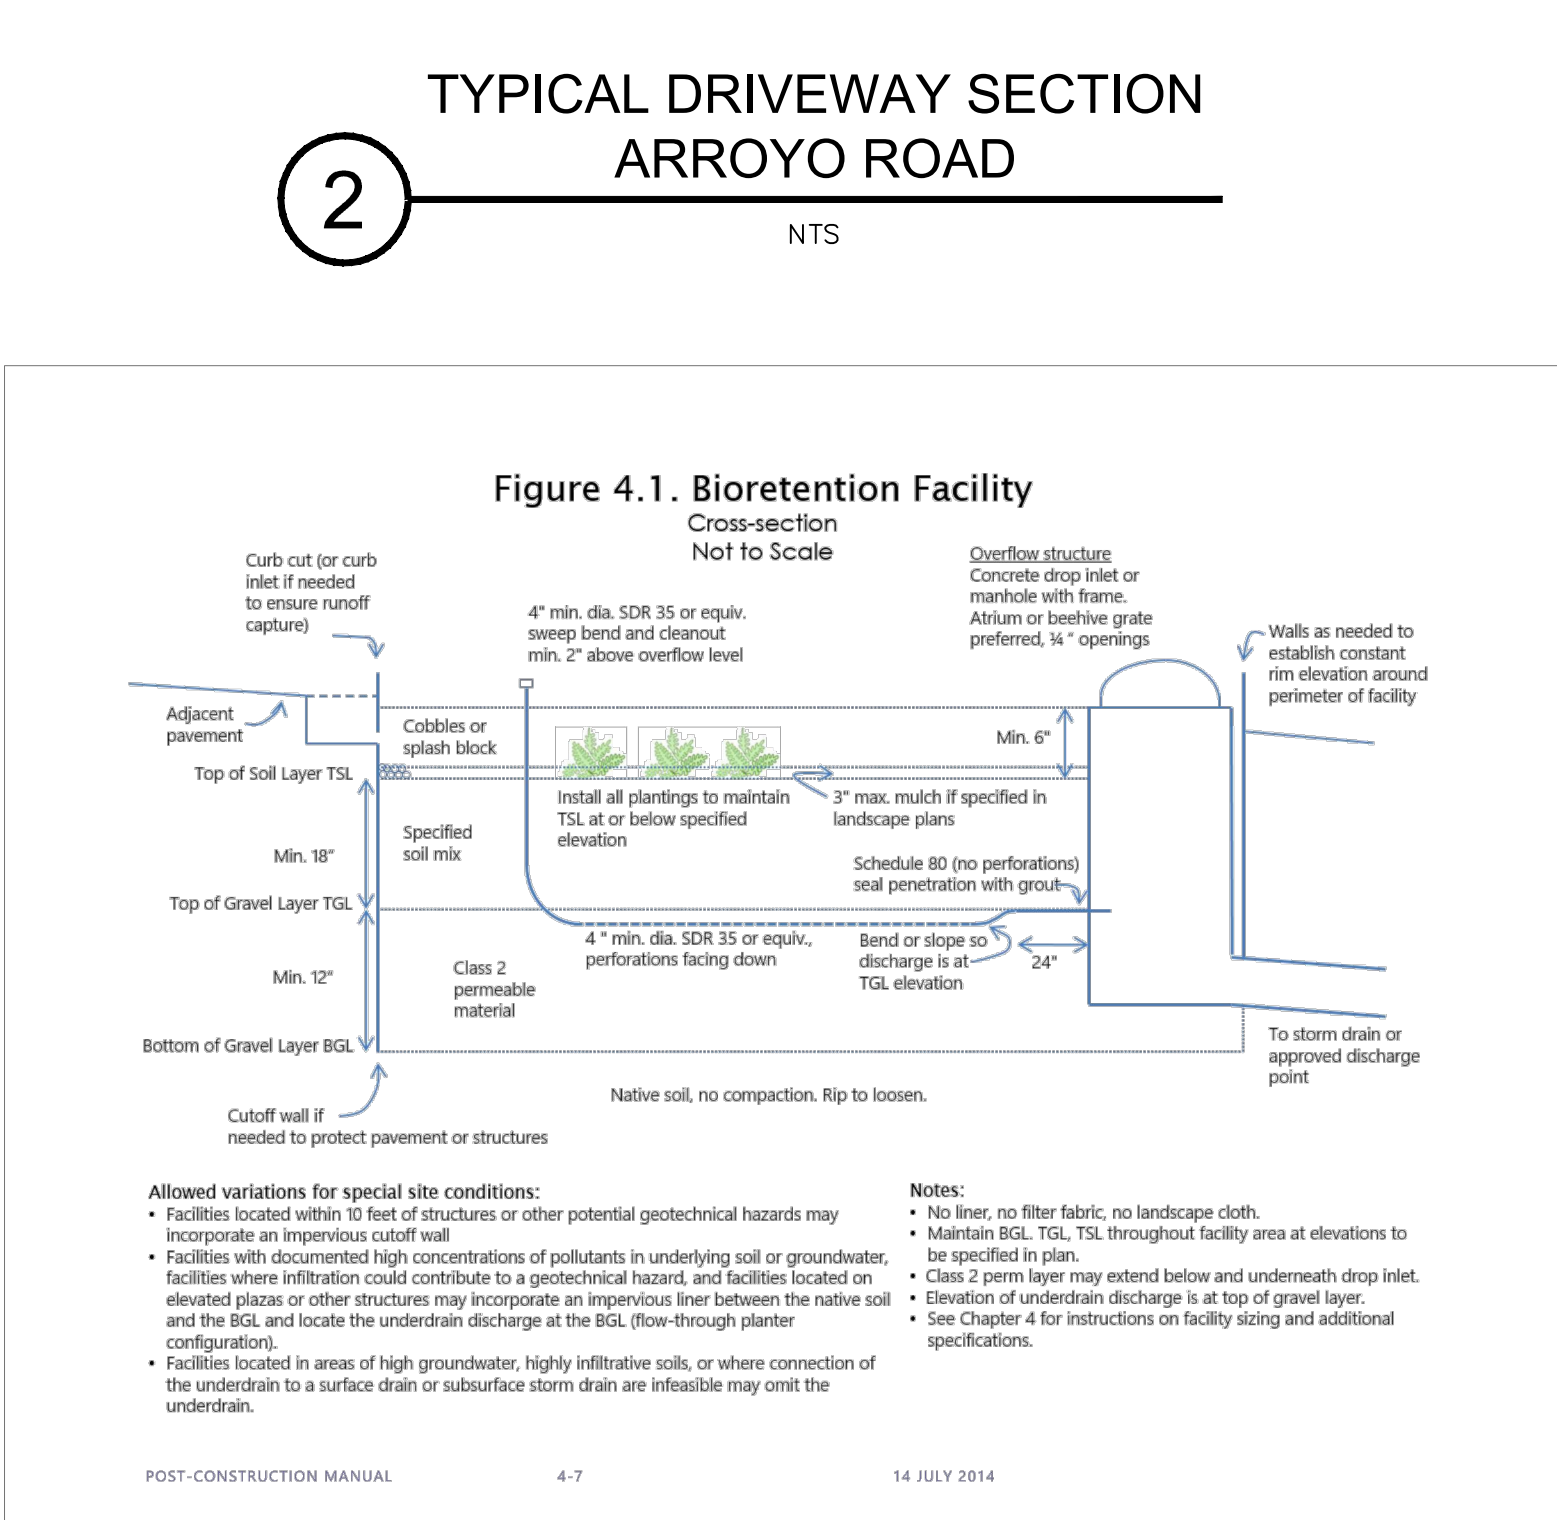 TYPICAL DRIVEWAY SECTION
ARROYO ROAD
2
NTS
Figure 4.1. Bioretention Facility
Cross-section
Not to Scale
Curb cut (or curb
inlet if needed
to ensure runoff
capture)
4" min. dia. SDR 35 or equiv.
sweep bend and cleanout
min. 2" above overflow level
Overflow structure
Concrete drop inlet or
manhole with frame.
Atrium or beehive grate
preferred, ¼ " openings
Walls as needed to
establish constant
rim elevation around
perimeter of facility
Adjacent
pavement
Cobbles or
splash block
Min. 6"
Top of Soil Layer TSL
Install all plantings to maintain
TSL at or below specified
elevation
3" max. mulch if specified in
landscape plans
Specified
soil mix
Min. 18"
Schedule 80 (no perforations)
seal penetration with grout
Top of Gravel Layer TGL
4 " min. dia. SDR 35 or equiv.,
perforations facing down
Bend or slope so
discharge is at
TGL elevation
24"
Min. 12"
Class 2
permeable
material
Bottom of Gravel Layer BGL
To storm drain or
approved discharge
point
Native soil, no compaction. Rip to loosen.
Cutoff wall if
needed to protect pavement or structures
Allowed variations for special site conditions:
• Facilities located within 10 feet of structures or other potential geotechnical hazards may
incorporate an impervious cutoff wall
• Facilities with documented high concentrations of pollutants in underlying soil or groundwater,
facilities where infiltration could contribute to a geotechnical hazard, and facilities located on
elevated plazas or other structures may incorporate an impervious liner between the native soil
and the BGL and locate the underdrain discharge at the BGL (flow-through planter
configuration).
• Facilities located in areas of high groundwater, highly infiltrative soils, or where connection of
the underdrain to a surface drain or subsurface storm drain are infeasible may omit the
underdrain.
Notes:
• No liner, no filter fabric, no landscape cloth.
• Maintain BGL. TGL, TSL throughout facility area at elevations to
be specified in plan.
• Class 2 perm layer may extend below and underneath drop inlet.
• Elevation of underdrain discharge is at top of gravel layer.
• See Chapter 4 for instructions on facility sizing and additional
specifications.
POST-CONSTRUCTION MANUAL
4-7
14 JULY 2014